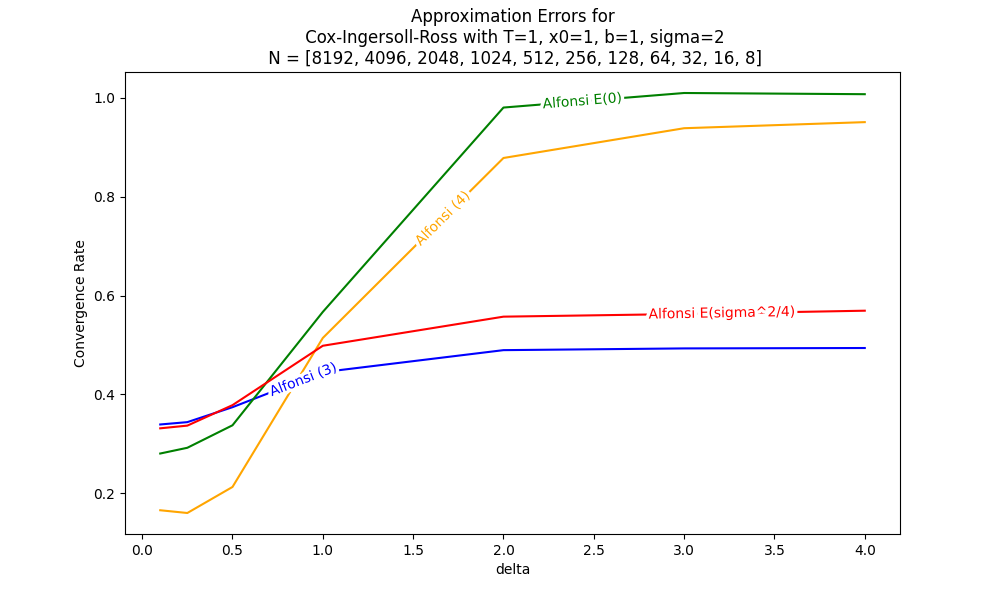 Approximation Errors for
Cox-Ingersoll-Ross with T=1, x0=1, b=1, sigma=2
N = [8192, 4096, 2048, 1024, 512, 256, 128, 64, 32, 16, 8]
1.0
0.8
0.6
0.4
0.2
Convergence Rate
Alfonsi E(0)
Alfonsi (4)
Alfonsi E(sigma^2/4)
Alfonsi (3)
0.0 0.5 1.0 1.5 2.0 2.5 3.0 3.5 4.0
delta